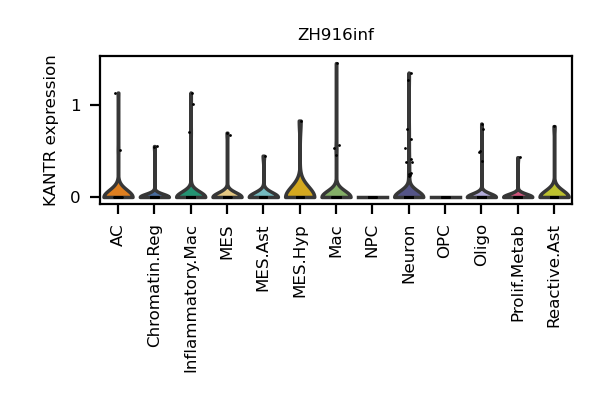 ZH916inf
KANTR expression
1
0
AC
Chromatin.Reg
Inflammatory.Mac
MES
MES.Ast
MES.Hyp
Mac
NPC
Neuron
OPC
Oligo
Prolif.Metab
Reactive.Ast